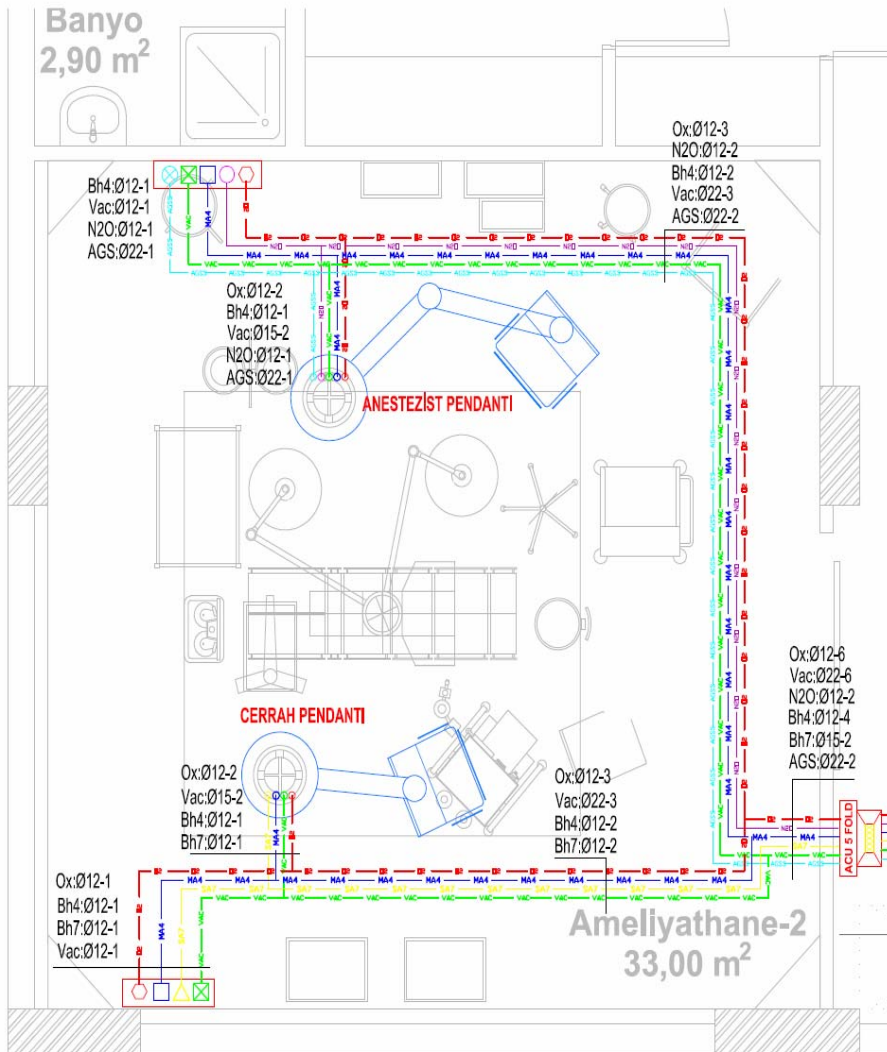 Banyo
2,90 m²
Bh4:Ø12-1
Vac:Ø12-1
N2O:Ø12-1
AGS:Ø22-1
Ox:Ø12-3
N2O:Ø12-2
Bh4:Ø12-2
Vac:Ø22-3
AGS:Ø22-2
Ox:Ø12-2
Bh4:Ø12-1
Vac:Ø15-2
N2O:Ø12-1
AGS:Ø22-1
ANESTEZİST PENDANTI
CERRAH PENDANTI
Ox:Ø12-6
Vac:Ø22-6
N2O:Ø12-2
Bh4:Ø12-4
Bh7:Ø15-2
AGS:Ø22-2
ACU 5 FOLD
Ox:Ø12-2
Vac:Ø15-2
Bh4:Ø12-1
Bh7:Ø12-1
Ox:Ø12-3
Vac:Ø22-3
Bh4:Ø12-2
Bh7:Ø12-2
Ox:Ø12-1
Bh4:Ø12-1
Bh7:Ø12-1
Vac:Ø12-1
Ameliyathane-2
33,00 m²